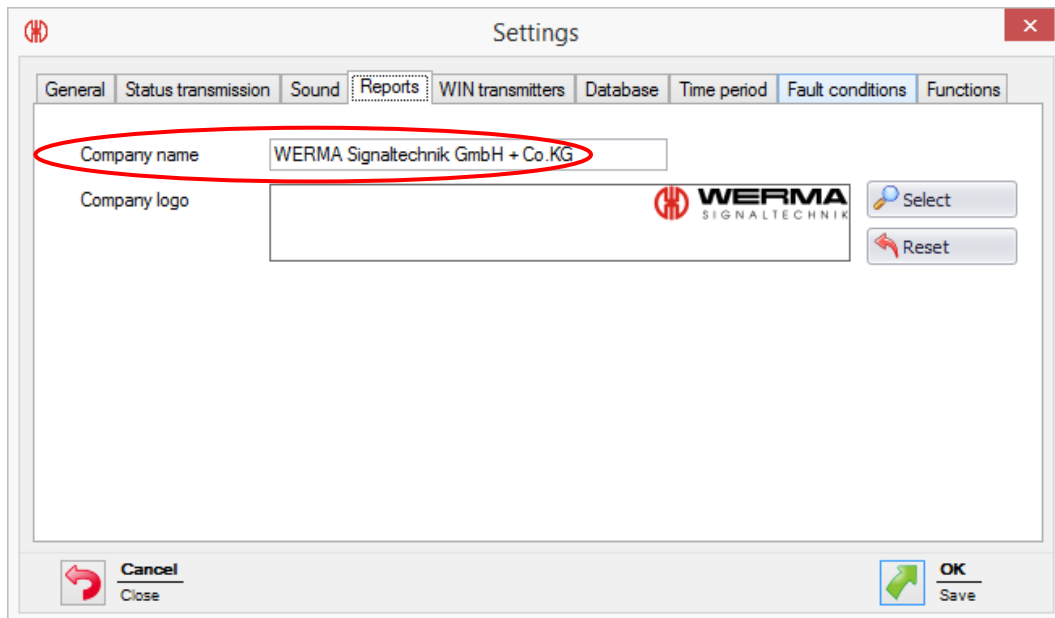 Settings
General Status transmission Sound Reports WIN transmitters Database Time period Fault conditions Functions
Company name WERMA Signaltechnik GmbH + Co.KG
Company logo WERMA Select
SIGNALTECHNIK
Reset
Cancel OK
Close Save